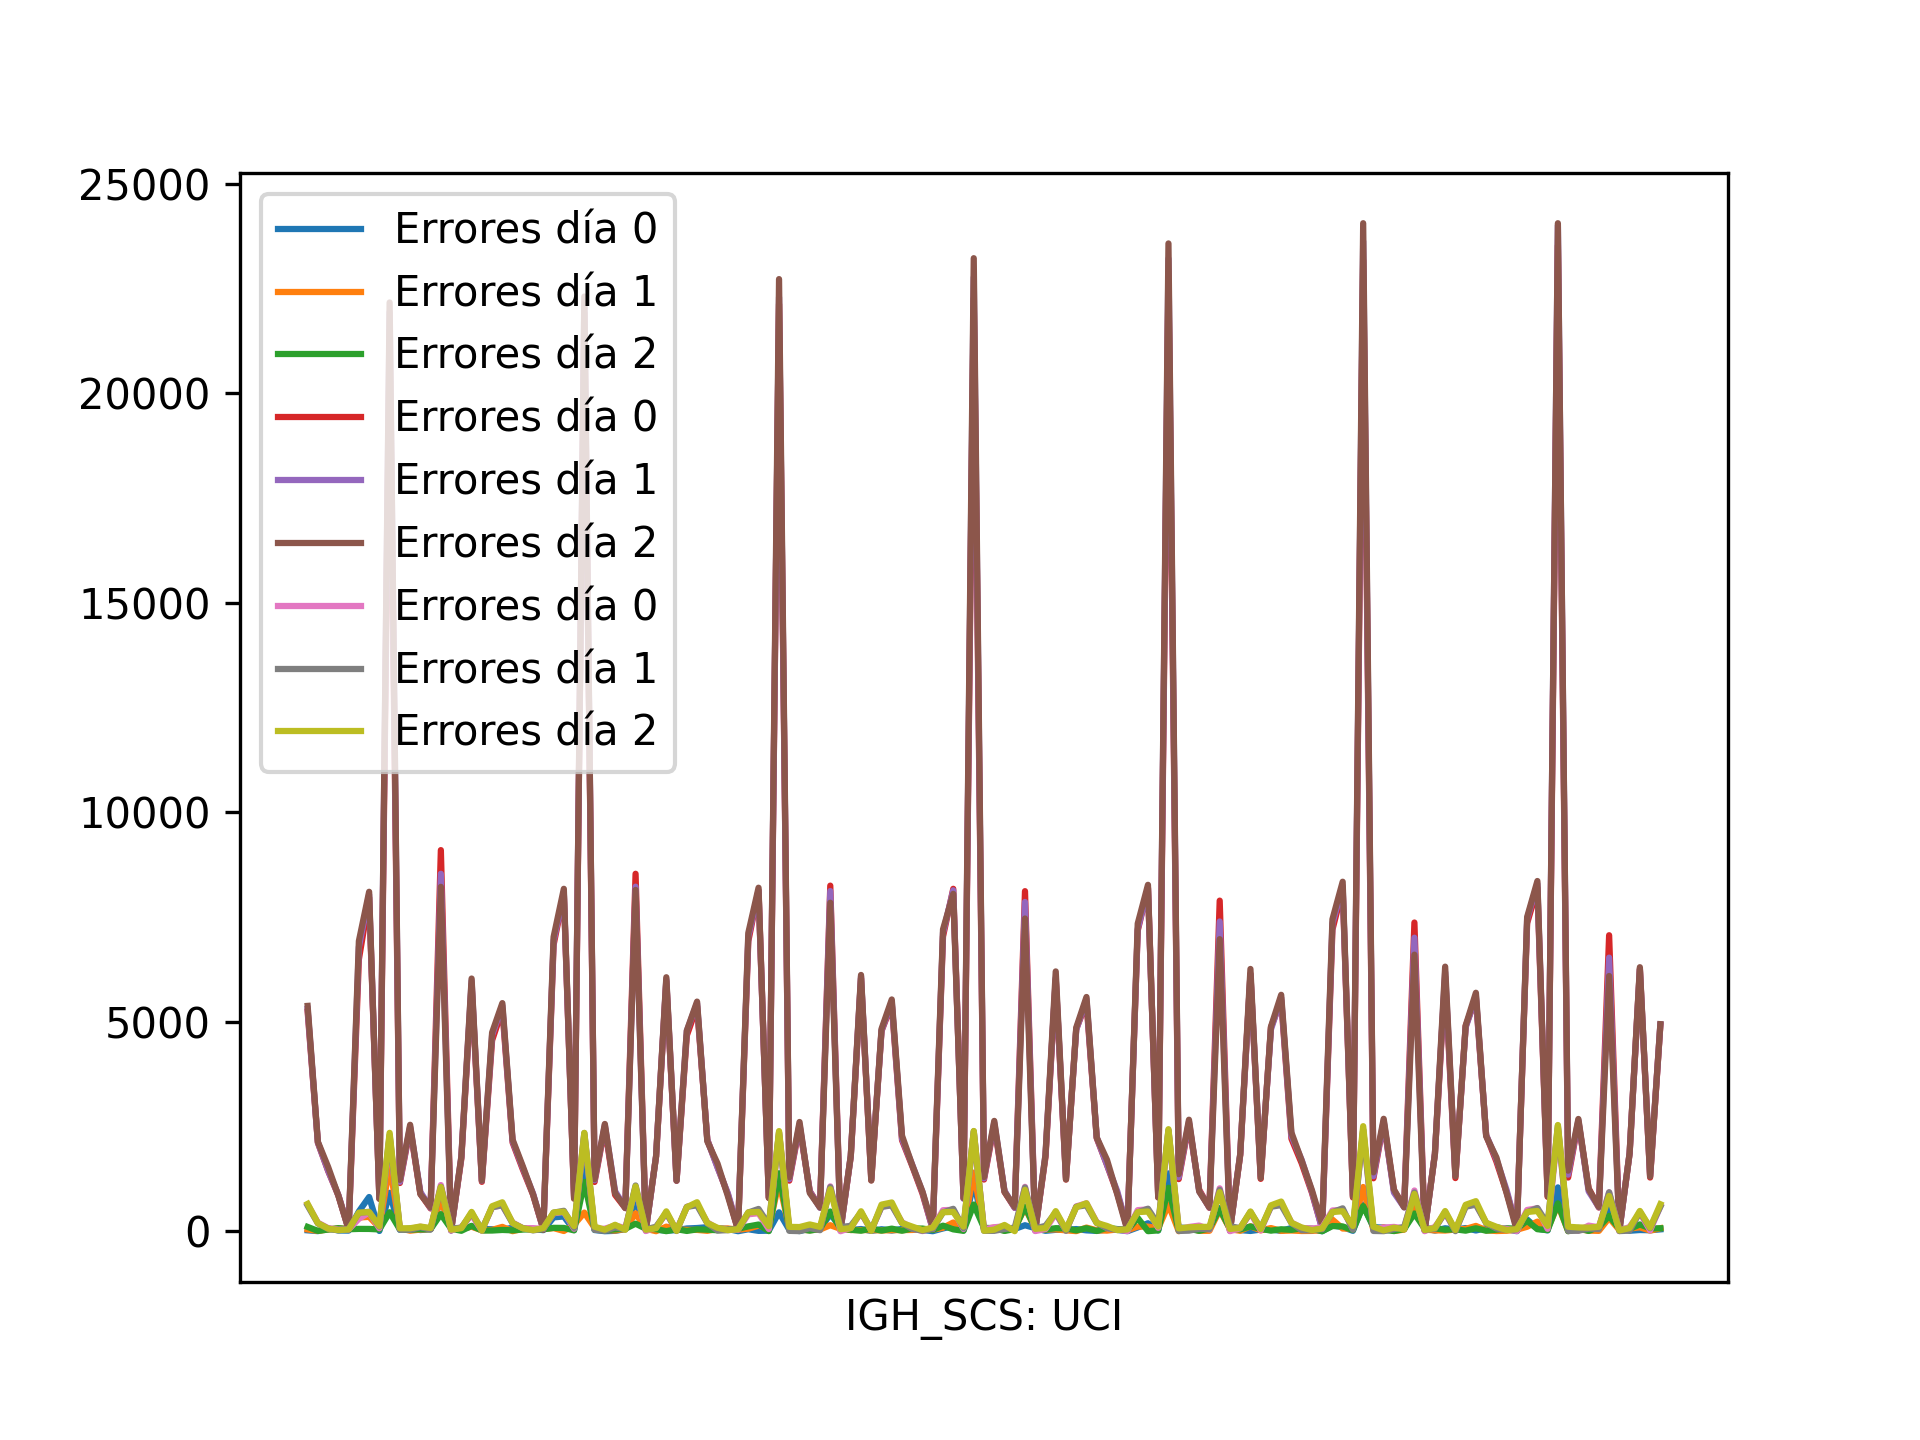 25000
20000
15000
10000
5000
0
Errores día 0
Errores día 1
Errores día 2
Errores día 0
Errores día 1
Errores día 2
Errores día 0
Errores día 1
Errores día 2
IGH_SCS: UCI